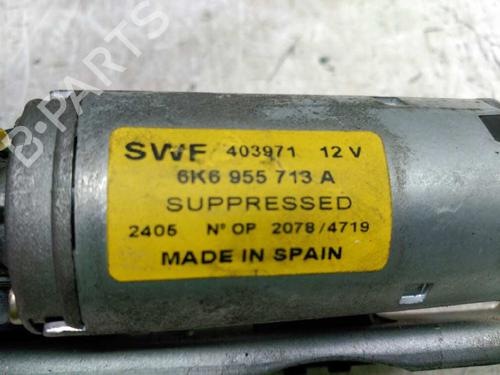 B-PARTS
SWF 403971 12 V
6K6 955 713 A
SUPPRESSED
2405 Nº OP 2078/4719
MADE IN SPAIN